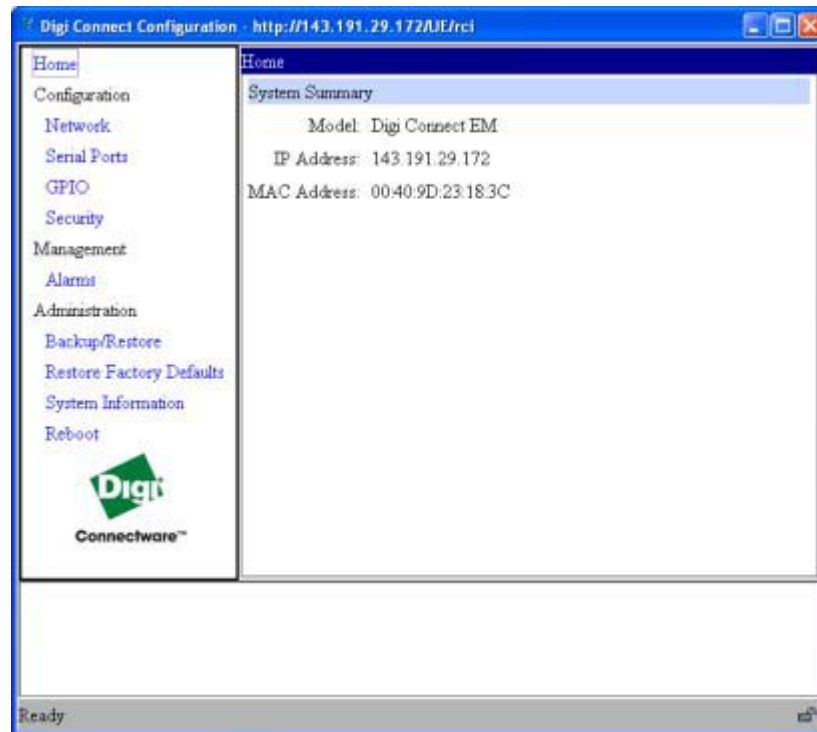 Digi Connect Configuration - http://143.191.29.172/UE/rci
Home
Configuration
Network
Serial Ports
GPIO
Security
Management
Alarms
Administration
Backup/Restore
Restore Factory Defaults
System Information
Reboot
Digi
Connectware™
Home
System Summary
Model: Digi Connect EM
IP Address: 143.191.29.172
MAC Address: 00:40:9D:23:18:3C
Ready